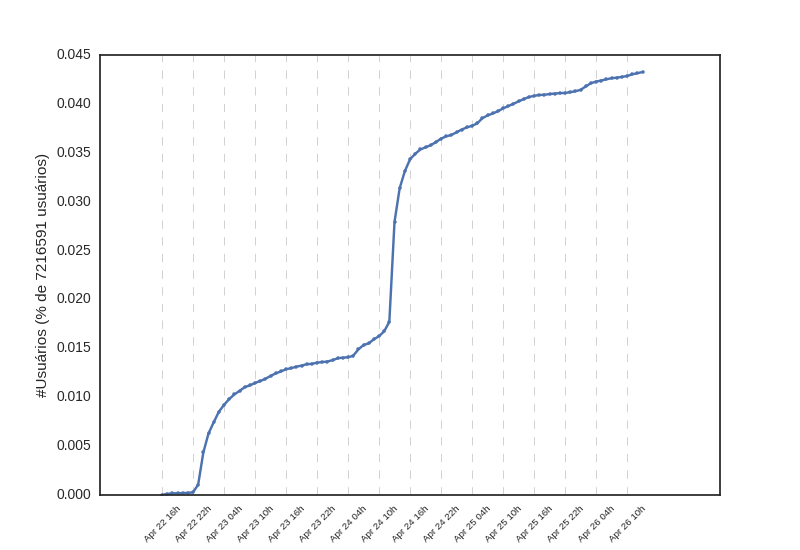 0.045
0.040
0.035
0.030
0.025
0.020
0.015
0.010
0.005
0.000
#Usuários (% de 7216591 usuários)
Apr 22 16h
Apr 22 22h
Apr 23 04h
Apr 23 10h
Apr 23 16h
Apr 23 22h
Apr 24 04h
Apr 24 10h
Apr 24 16h
Apr 24 22h
Apr 25 04h
Apr 25 10h
Apr 25 16h
Apr 25 22h
Apr 26 04h
Apr 26 10h